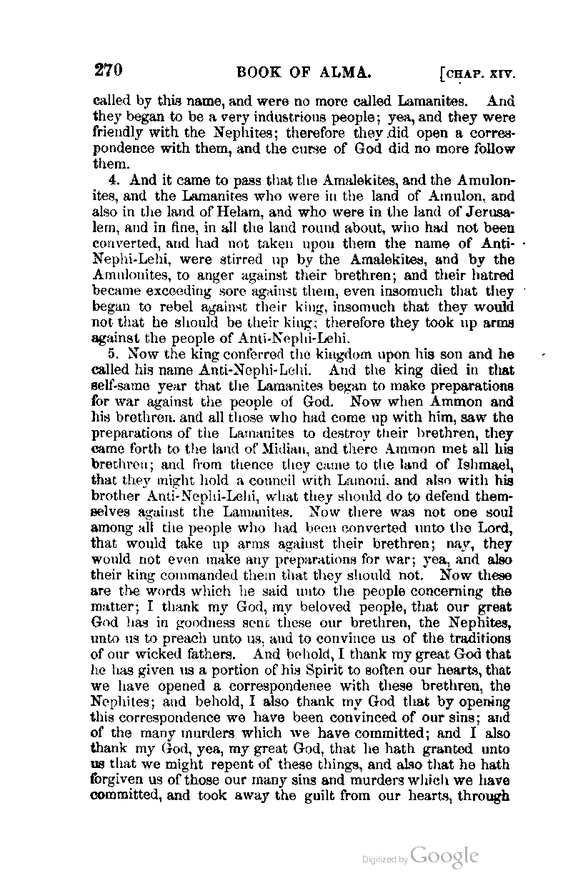 270 BOOK OF ALMA. [CHAP. XIV.
called by this name, and were no more called Lamanites. And
they began to be a very industrious people; yea, and they were
friendly with the Nephites; therefore they did open a corres-
pondence with them, and the curse of God did no more follow
them.
4. And it came to pass that the Amalekites, and the Amulon-
ites, and the Lamanites who were in the land of Amulon, and
also in the land of Helam, and who were in the land of Jerusa-
lem, and in fine, in all the land round about, who had not been
converted, and had not taken upon them the name of Anti-
Nephi-Lehi, were stirred up by the Amalekites, and by the
Amulonites, to anger against their brethren; and their hatred
became exceeding sore against them, even insomuch that they
began to rebel against their king, insomuch that they would
not that he should be their king; therefore they took up arms
against the people of Anti-Nephi-Lehi.
5. Now the king conferred the kingdom upon his son and he
called his name Anti-Nephi-Lehi. And the king died in that
self-same year that the Lamanites began to make preparations
for war against the people of God. Now when Ammon and
his brethren. and all those who had come up with him, saw the
preparations of the Lamanites to destroy their brethren, they
came forth to the land of Midian, and there Ammon met all his
brethren; and from thence they came to the land of Ishmael,
that they might hold a council with Lamoni. and also with his
brother Anti-Nephi-Lehi, what they should do to defend them-
selves against the Lamanites. Now there was not one soul
among all the people who had been converted unto the Lord,
that would take up arms against their brethren; nay, they
would not even make any preparations for war; yea, and also
their king commanded them that they should not. Now these
are the words which he said unto the people concerning the
matter; I thank my God, my beloved people, that our great
God has in goodness sent these our brethren, the Nephites,
unto us to preach unto us, and to convince us of the traditions
of our wicked fathers. And behold, I thank my great God that
he has given us a portion of his Spirit to soften our hearts, that
we have opened a correspondenee with these brethren, the
Nephites; and behold, I also thank my God that by opening
this correspondence we have been convinced of our sins; and
of the many murders which we have committed; and I also
thank my God, yea, my great God, that he hath granted unto
us that we might repent of these things, and also that he hath
forgiven us of those our many sins and murders which we have
committed, and took away the guilt from our hearts, through
Digitized by Google